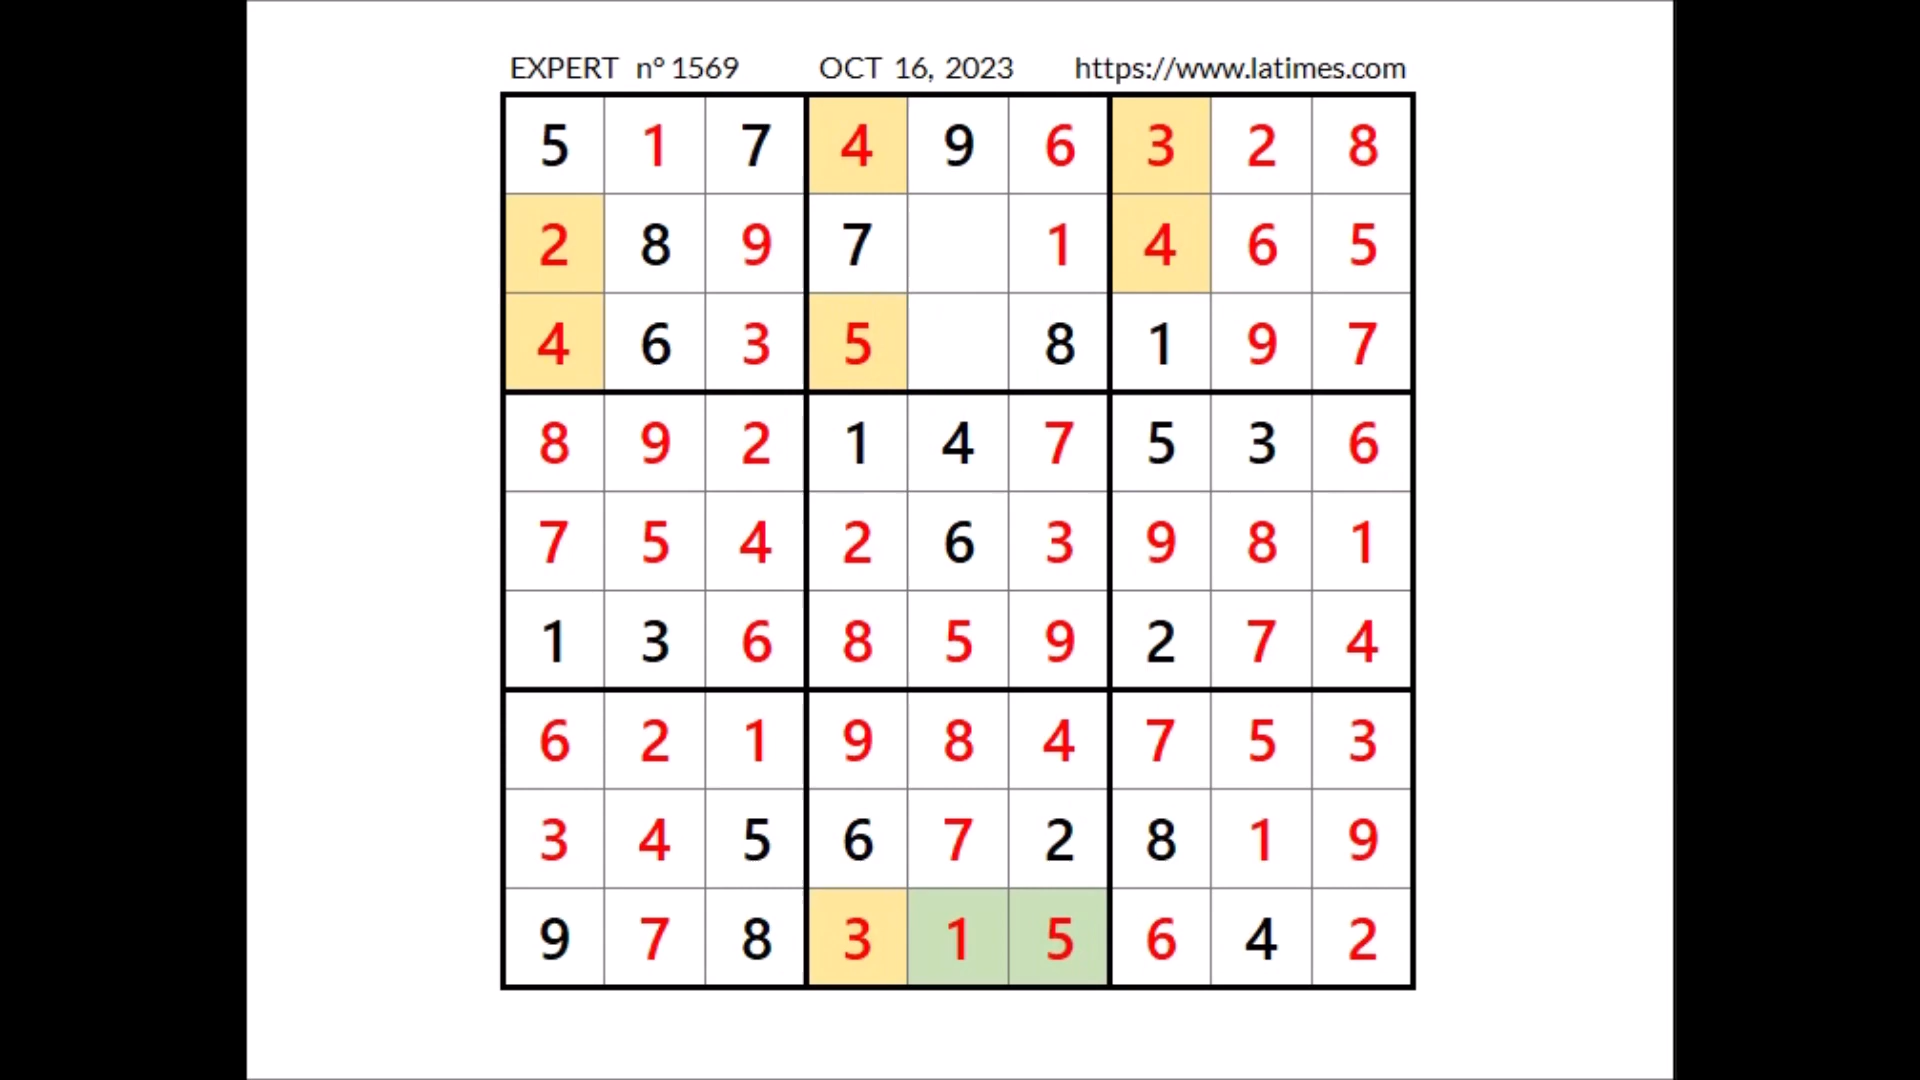 EXPERT n° 1569 OCT 16, 2023 https://www.latimes.com
5 1 7 4 9 6 3 2 8
2 8 9 7 1 4 6 5
4 6 3 5 8 1 9 7
8 9 2 1 4 7 5 3 6
7 5 4 2 6 3 9 8 1
1 3 6 8 5 9 2 7 4
6 2 1 9 8 4 7 5 3
3 4 5 6 7 2 8 1 9
9 7 8 3 1 5 6 4 2